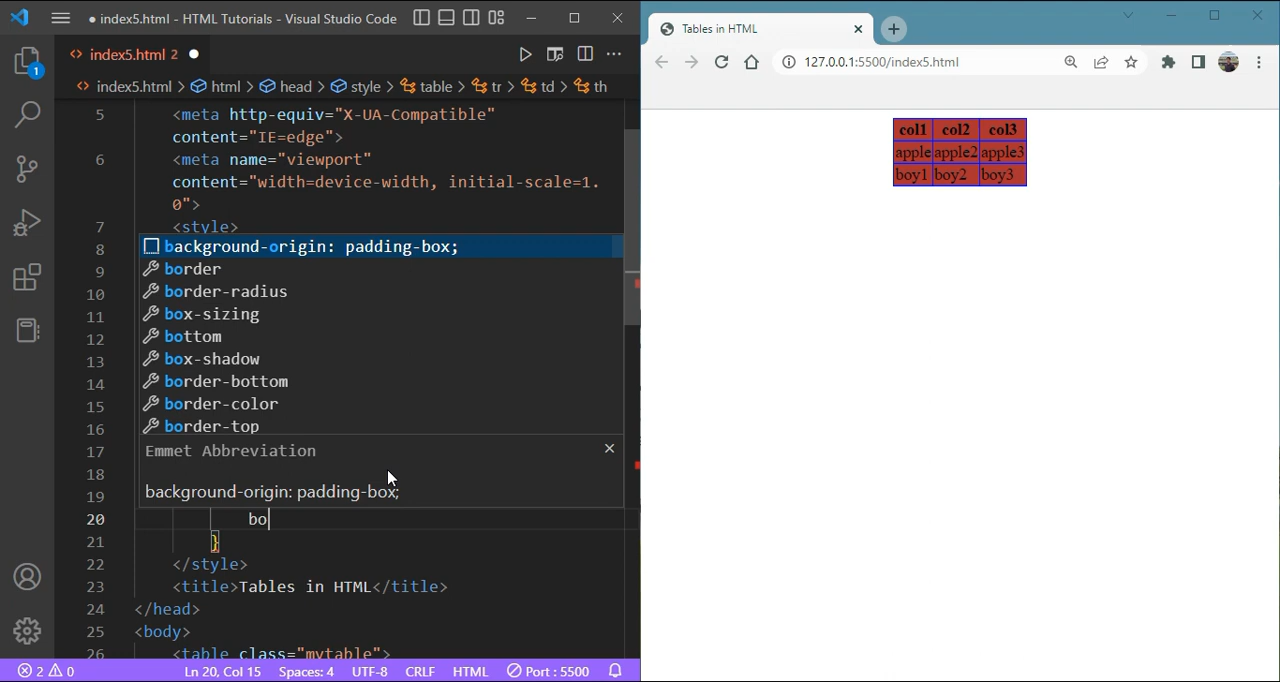 ● index5.html - HTML Tutorials - Visual Studio Code
<> index5.html 2 ●
<> index5.html > html > head > style > table > tr > td > th
5 <meta http-equiv="X-UA-Compatible"
content="IE=edge">
6 <meta name="viewport"
content="width=device-width, initial-scale=1.
0">
7 <style>
8
9
10
11
12
13
14
15
16
17
18
19
background-origin: padding-box;
border
border-radius
box-sizing
bottom
box-shadow
border-bottom
border-color
border-top
Emmet Abbreviation
background-origin: padding-box;
20 bo
21 }
22 </style>
23 <title>Tables in HTML</title>
24 </head>
25 <body>
26 <table class="mytable">
1
2 0 Ln 20, Col 15 Spaces: 4 UTF-8 CRLF HTML Port : 5500
Tables in HTML
127.0.0.1:5500/index5.html
col1 col2 col3
apple apple2 apple3
boy1 boy2 boy3